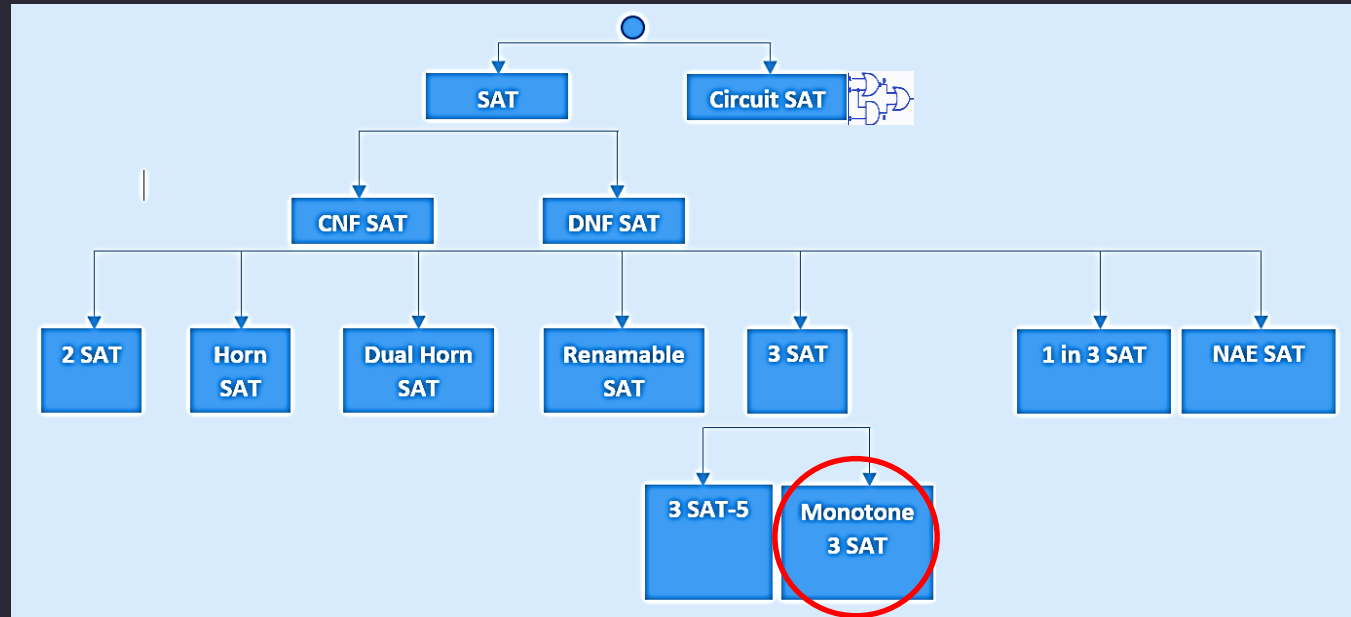 SAT
Circuit SAT
CNF SAT
DNF SAT
2 SAT
Horn
SAT
Dual Horn
SAT
Renamable
SAT
3 SAT
1 in 3 SAT
NAE SAT
3 SAT-5
Monotone
3 SAT